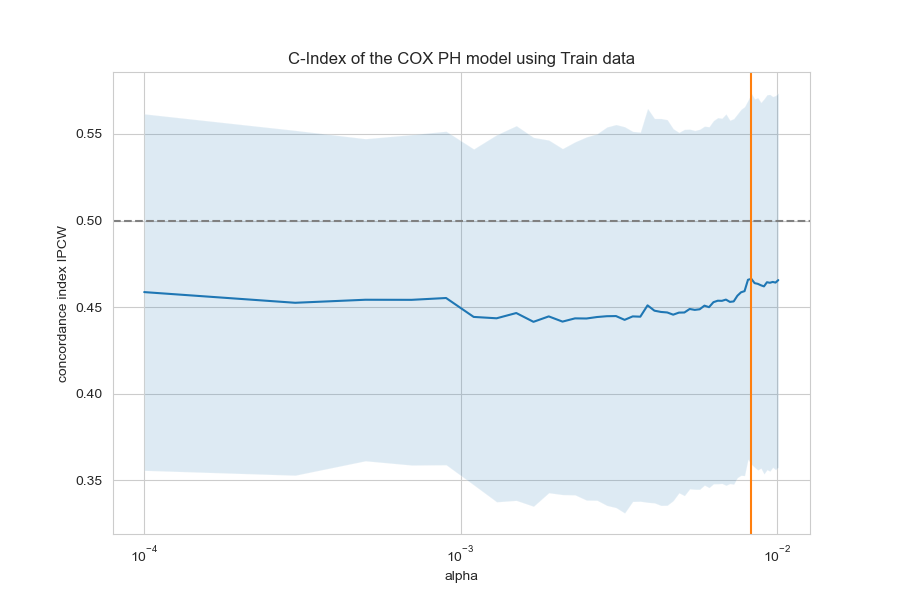 C-Index of the COX PH model using Train data
concordance index IPCW
0.55
0.50
0.45
0.40
0.35
10⁻⁴
10⁻³
10⁻²
alpha